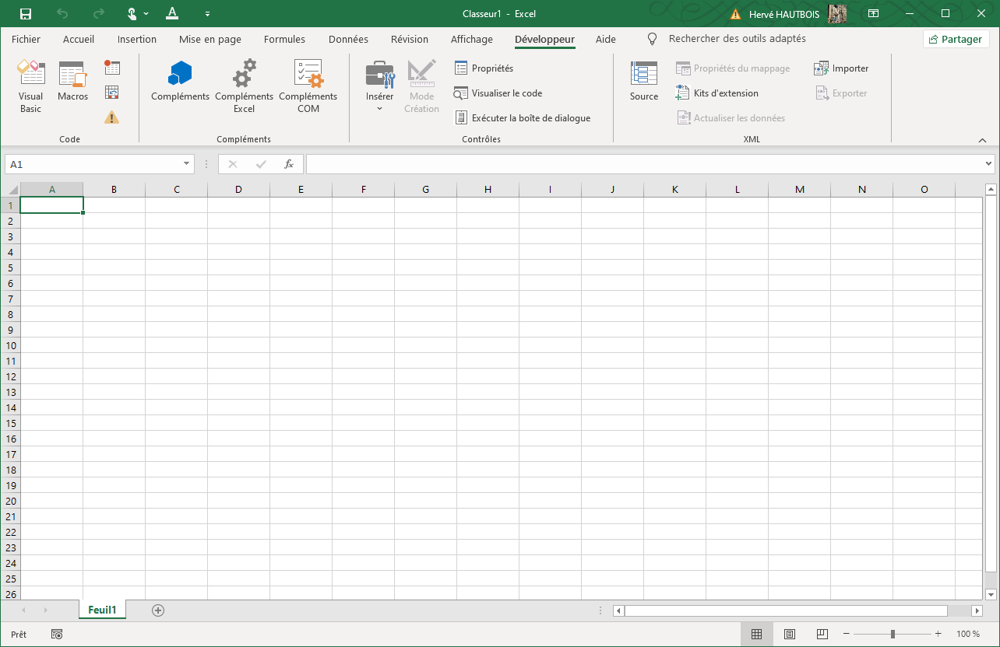 A
Classeur1 - Excel
Hervé HAUTBOIS
Fichier Accueil Insertion Mise en page Formules Données Révision Affichage Développeur Aide Rechercher des outils adaptés Partager
Visual Basic
Macros
Code
Compléments
Compléments Excel
Compléments COM
Compléments
Insérer
Mode Création
Propriétés
Visualiser le code
Exécuter la boîte de dialogue
Contrôles
Source
Propriétés du mappage
Kits d'extension
Actualiser les données
Importer
Exporter
XML
A1
fx
A B C D E F G H I J K L M N O
1
2
3
4
5
6
7
8
9
10
11
12
13
14
15
16
17
18
19
20
21
22
23
24
25
26
Feuil1
Prêt
100 %